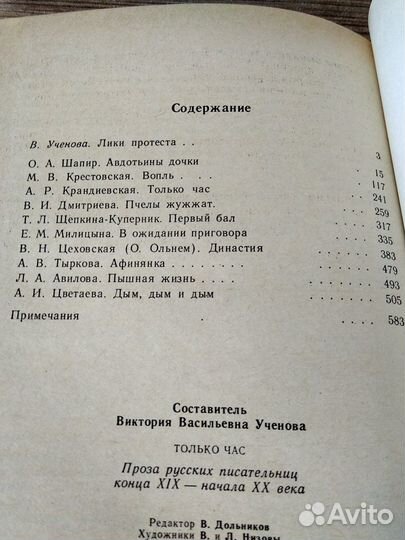 Содержание
В. Ученова. Лики протеста . . 3
О. А. Шапир. Авдотьины дочки 15
М. В. Крестовская. Вопль . . . . . 117
А. Р. Крандиевская. Только час . . . . 241
В. И. Дмитриева. Пчелы жужжат. . . . . 259
Т. Л. Щепкина-Куперник. Первый бал . . . . 317
Е. М. Милицына. В ожидании приговора . . . . 335
В. Н. Цеховская (О. Ольнем). Династия . . . . 383
А. В. Тыркова. Афинянка . . . . . . . . 479
Л. А. Авилова. Пышная жизнь . . . . . 493
А. И. Цветаева. Дым, дым и дым . . . . 505
Примечания . . . . . 583
Составитель
Виктория Васильевна Ученова
ТОЛЬКО ЧАС
Проза русских писательниц
конца XIX — начала XX века
Редактор В. Дольников
Художники В. и Л. Низовы
Avito